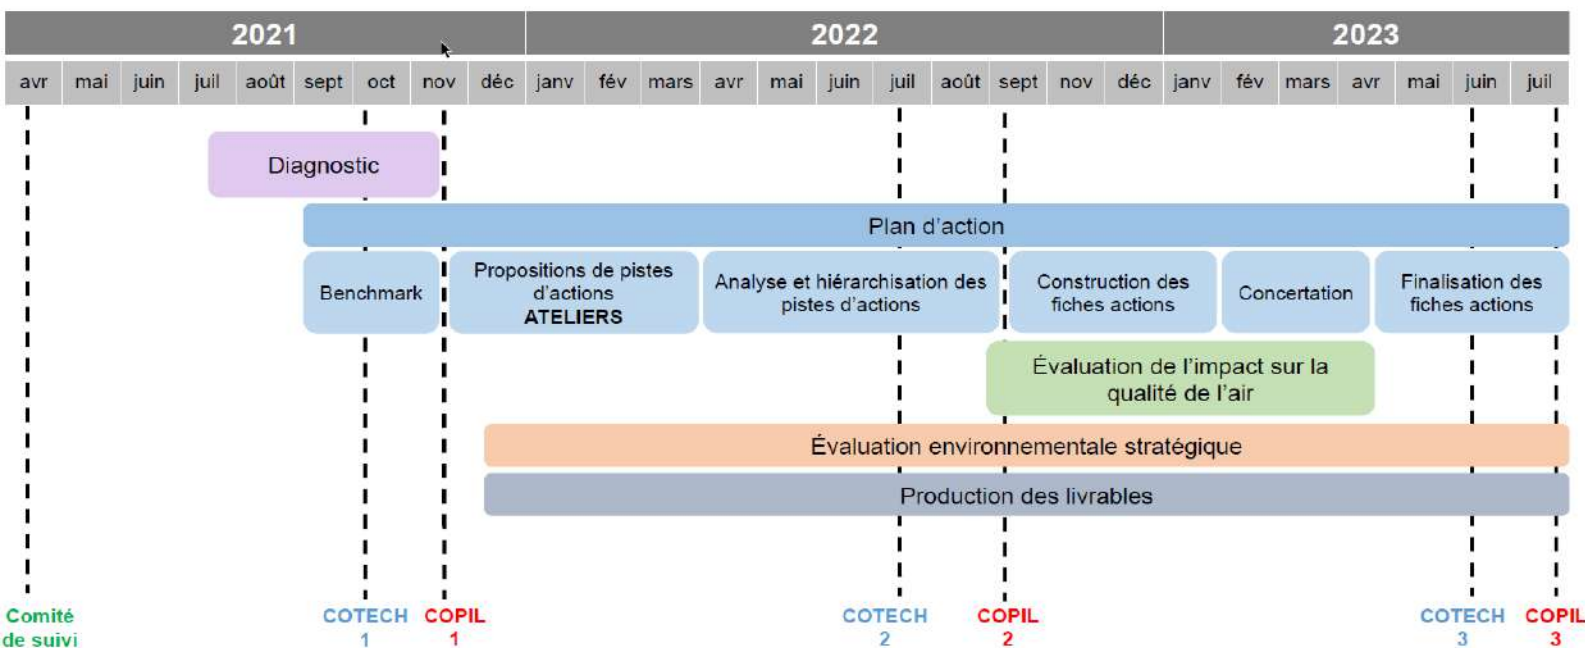 2021 2022 2023
avr mai juin juil août sept oct nov déc janv fév mars avr mai juin juil août sept nov déc janv fév mars avr mai juin juil
Diagnostic
Plan d'action
Benchmark
Propositions de pistes
d'actions
ATELIERS
Analyse et hiérarchisation des
pistes d'actions
Construction des
fiches actions
Concertation
Finalisation des
fiches actions
Évaluation de l'impact sur la
qualité de l'air
Évaluation environnementale stratégique
Production des livrables
Comité
de suivi
COTECH
1
COPIL
1
COTECH
2
COPIL
2
COTECH
3
COPIL
3